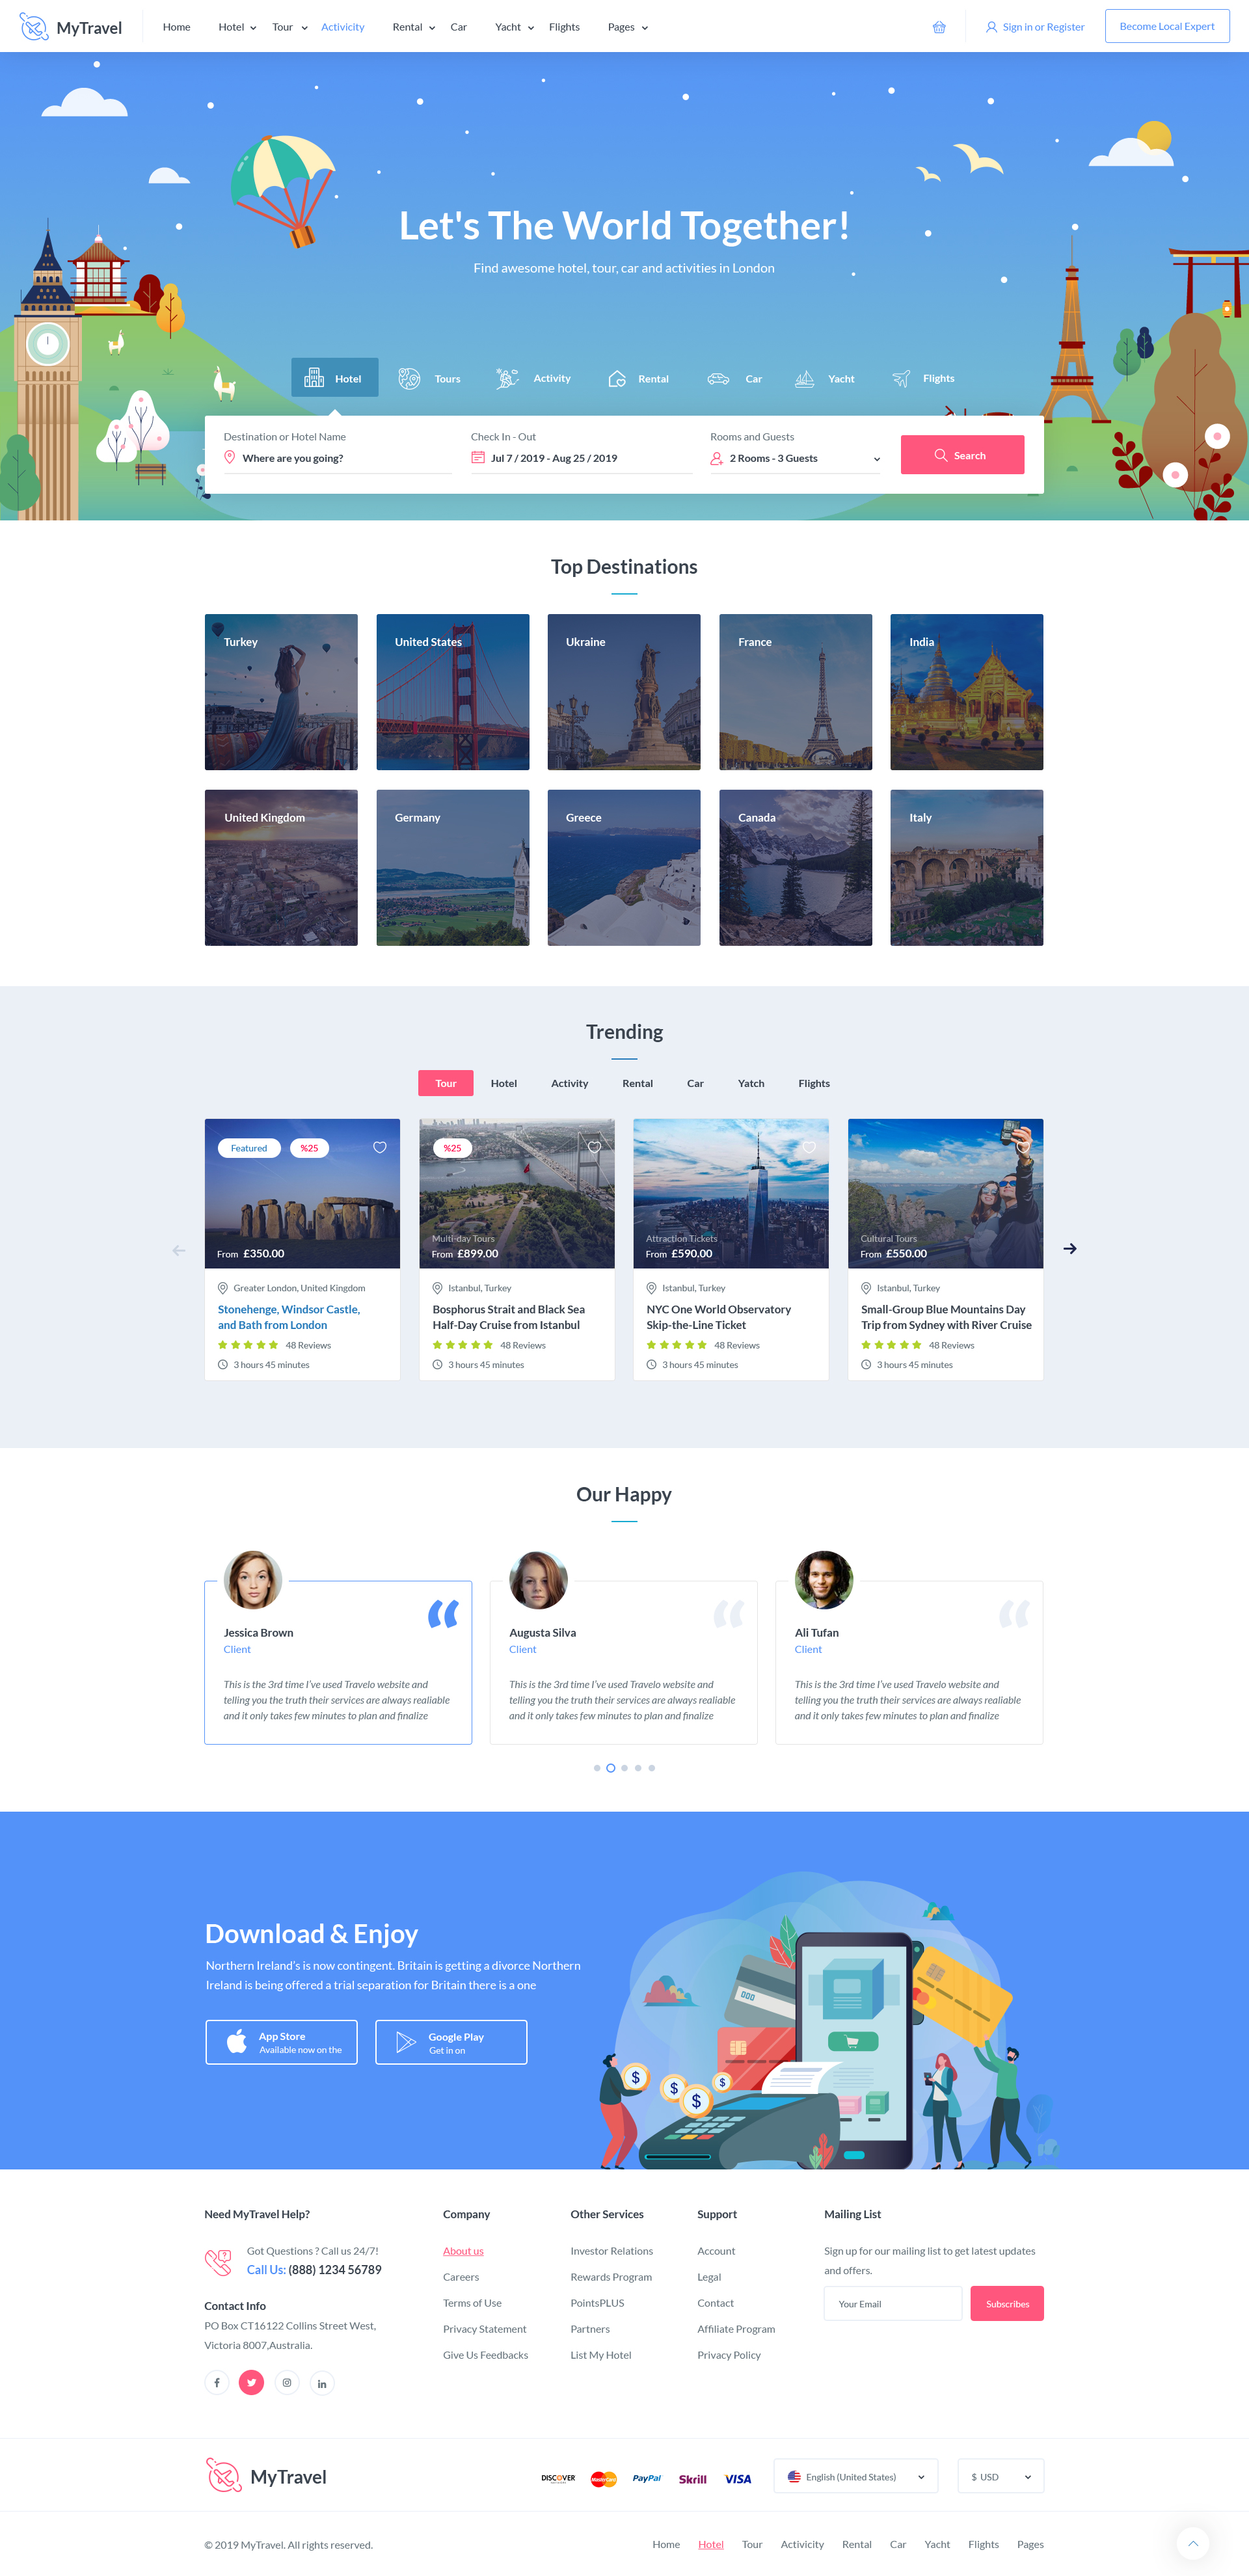 MyTravel
Home
Hotel
Tour
Activicity
Rental
Car
Yacht
Flights
Pages
Sign in or Register
Become Local Expert
Let's The World Together!
Find awesome hotel, tour, car and activities in London
Hotel
Tours
Activity
Rental
Car
Yacht
Flights
Destination or Hotel Name
Where are you going?
Check In - Out
Jul 7 / 2019 - Aug 25 / 2019
Rooms and Guests
2 Rooms - 3 Guests
Search
Top Destinations
Turkey
United States
Ukraine
France
India
United Kingdom
Germany
Greece
Canada
Italy
Trending
Tour
Hotel
Activity
Rental
Car
Yatch
Flights
Featured
%25
From £350.00
Greater London, United Kingdom
Stonehenge, Windsor Castle,
and Bath from London
48 Reviews
3 hours 45 minutes
%25
Multi-day Tours
From £899.00
Istanbul, Turkey
Bosphorus Strait and Black Sea
Half-Day Cruise from Istanbul
48 Reviews
3 hours 45 minutes
Attraction Tickets
From £590.00
Istanbul, Turkey
NYC One World Observatory
Skip-the-Line Ticket
48 Reviews
3 hours 45 minutes
Cultural Tours
From £550.00
Istanbul, Turkey
Small-Group Blue Mountains Day
Trip from Sydney with River Cruise
48 Reviews
3 hours 45 minutes
Our Happy
Jessica Brown
Client
This is the 3rd time I've used Travelo website and
telling you the truth their services are always realiable
and it only takes few minutes to plan and finalize
Augusta Silva
Client
This is the 3rd time I've used Travelo website and
telling you the truth their services are always realiable
and it only takes few minutes to plan and finalize
Ali Tufan
Client
This is the 3rd time I've used Travelo website and
telling you the truth their services are always realiable
and it only takes few minutes to plan and finalize
Download & Enjoy
Northern Ireland's is now contingent. Britain is getting a divorce Northern
Ireland is being offered a trial separation for Britain there is a one
App Store
Available now on the
Google Play
Get in on
000
$
$
$
$
Need MyTravel Help?
Got Questions ? Call us 24/7!
Call Us: (888) 1234 56789
Contact Info
PO Box CT16122 Collins Street West,
Victoria 8007,Australia.
Company
About us
Careers
Terms of Use
Privacy Statement
Give Us Feedbacks
Other Services
Investor Relations
Rewards Program
PointsPLUS
Partners
List My Hotel
Support
Account
Legal
Contact
Affiliate Program
Privacy Policy
Mailing List
Sign up for our mailing list to get latest updates
and offers.
Your Email
Subscribes
MyTravel
DISCOVER
MasterCard
PayPal
Skrill
VISA
English (United States)
$ USD
© 2019 MyTravel. All rights reserved.
Home
Hotel
Tour
Activicity
Rental
Car
Yacht
Flights
Pages